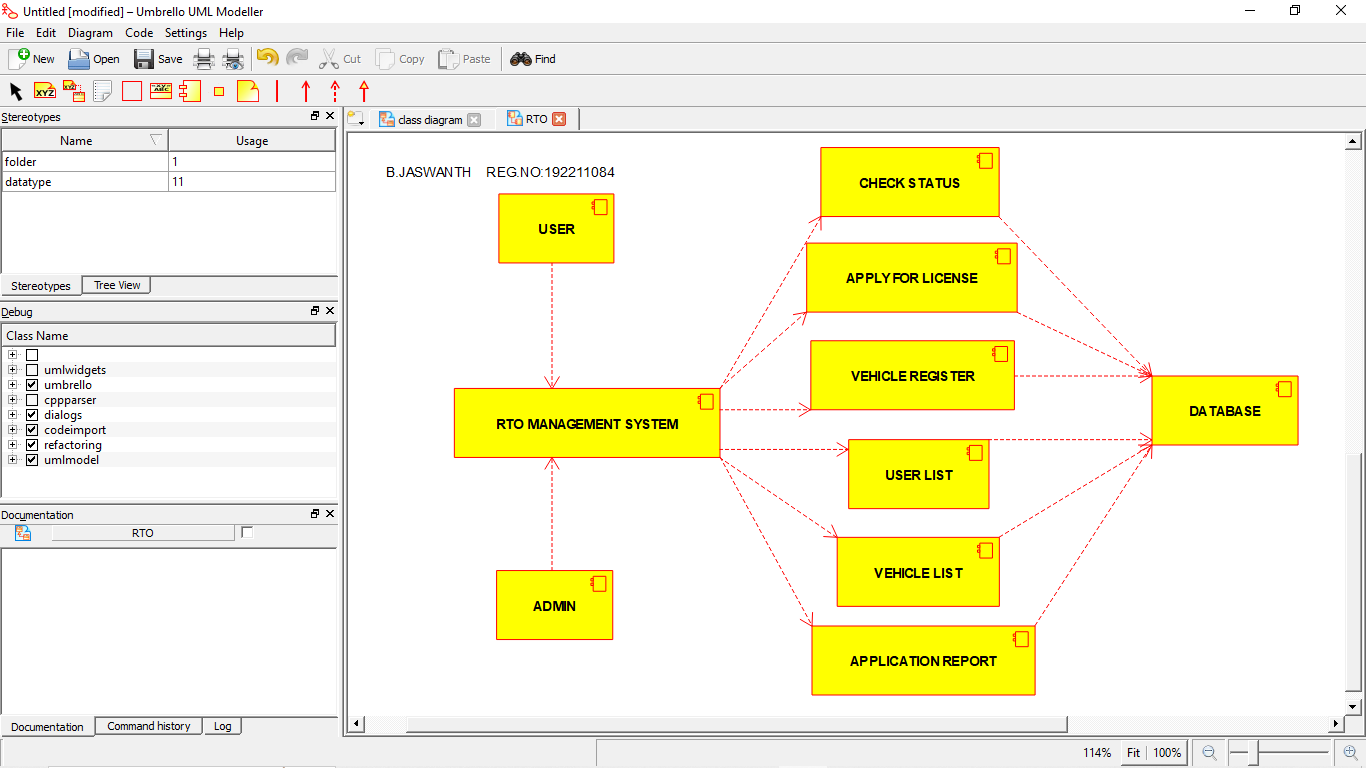 Untitled [modified] – Umbrello UML Modeller
File Edit Diagram Code Settings Help
New Open Save Cut Copy Paste Find
XYZ XYZ
Stereotypes
Name Usage
folder 1
datatype 11
Stereotypes Tree View
Debug
Class Name
umlwidgets
umbrello
cppparser
dialogs
codeimport
refactoring
umlmodel
Documentation
RTO
Documentation Command history Log
class diagram RTO
B.JASWANTH REG.NO:192211084
USER
RTO MANAGEMENT SYSTEM
ADMIN
CHECK STATUS
APPLY FOR LICENSE
VEHICLE REGISTER
USER LIST
VEHICLE LIST
APPLICATION REPORT
DATABASE
114% Fit 100%